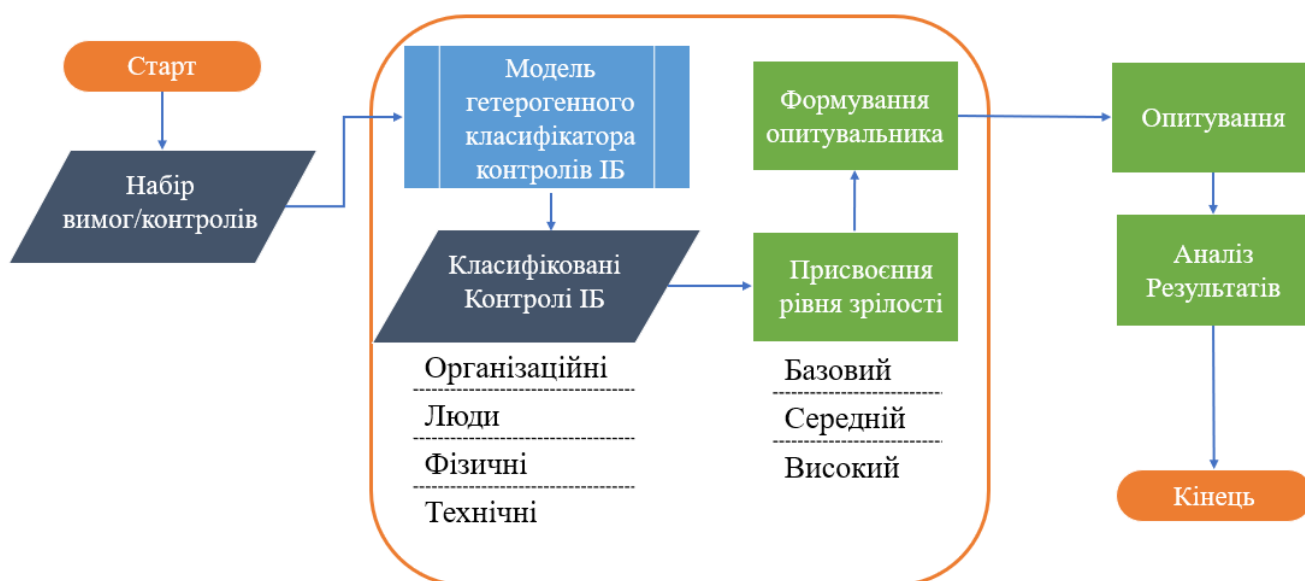 Старт
Набір
вимог/контролів
Модель
гетерогенного
класифікатора
контролів ІБ
Класифіковані
Контролі ІБ
Організаційні
Люди
Фізичні
Технічні
Формування
опитувальника
Присвоєння
рівня зрілості
Базовий
Середній
Високий
Опитування
Аналіз
Результатів
Кінець